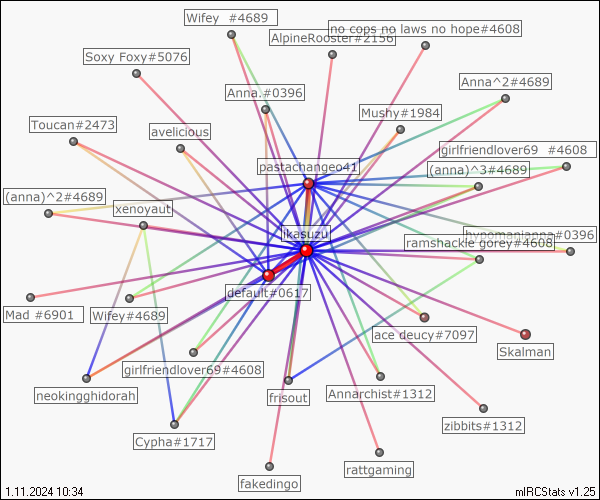 Wifey  #4689
no cops no laws no hope#4608
AlpineRooster#2156
Soxy Foxy#5076
Anna^2#4689
Anna.#0396
Mushy#1984
Toucan#2473
avelicious
girlfriendlover69  #4608
pastachangeo41
(anna)^3#4689
(anna)^2#4689
xenoyaut
jkasuzu
hypomanianna#0396
ramshackle gorey#4608
default#0617
Mad #6901
Wifey#4689
ace deucy#7097
Skalman
girlfriendlover69#4608
neokingghidorah
frisout
Annarchist#1312
zibbits#1312
Cypha#1717
rattgaming
fakedingo
1.11.2024 10:34
mIRCStats v1.25